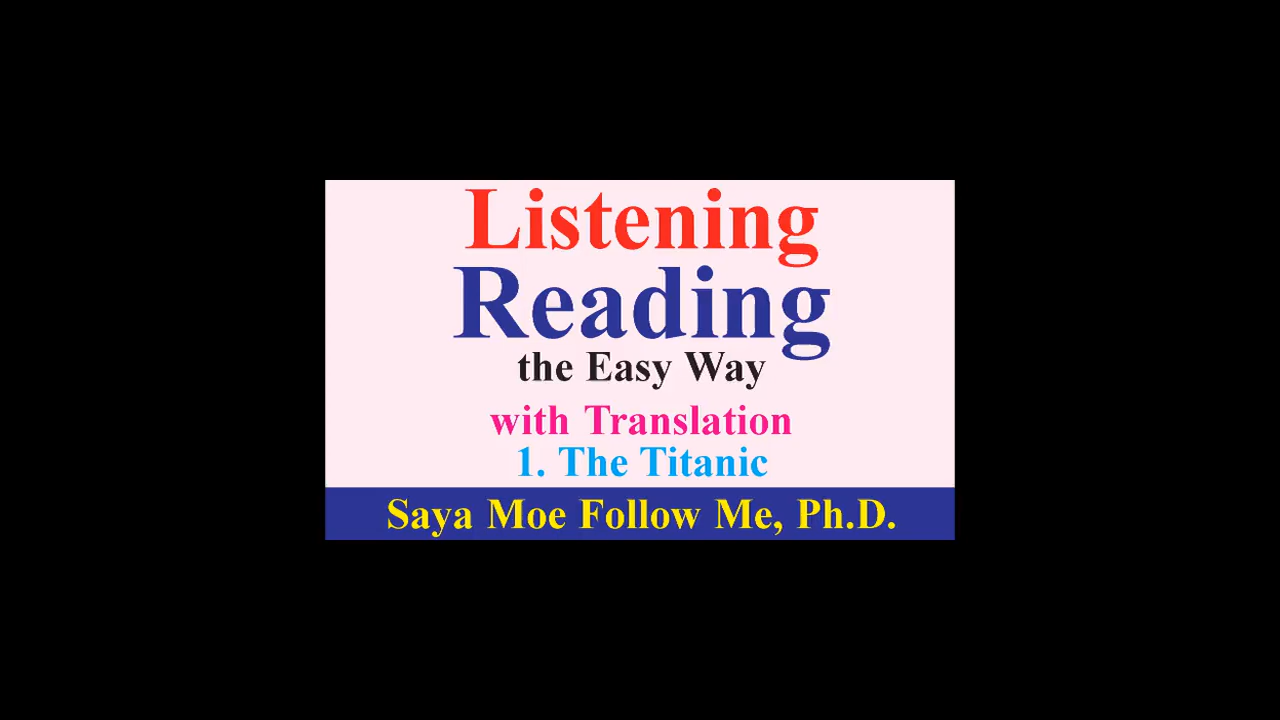 Listening
Reading
the Easy Way
with Translation
1. The Titanic
Saya Moe Follow Me, Ph.D.